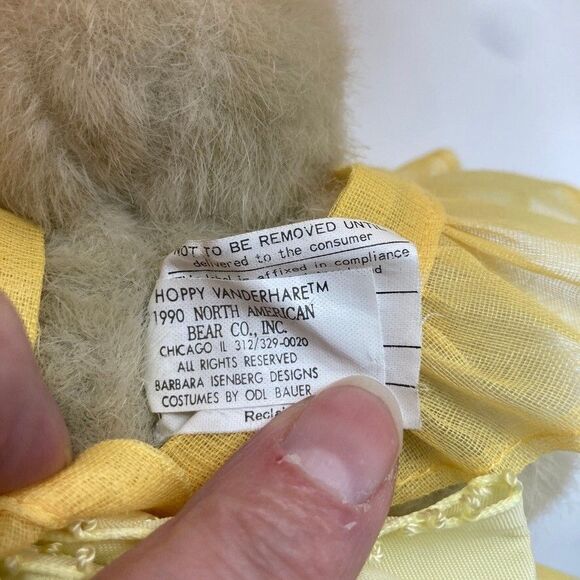 NOT TO BE REMOVED UNTIL
delivered to the consumer
label is affixed in compliance
HOPPY VANDERHARE™
1990 NORTH AMERICAN
BEAR CO., INC.
CHICAGO IL 312/329-0020
ALL RIGHTS RESERVED
BARBARA ISENBERG DESIGNS
COSTUMES BY ODL BAUER